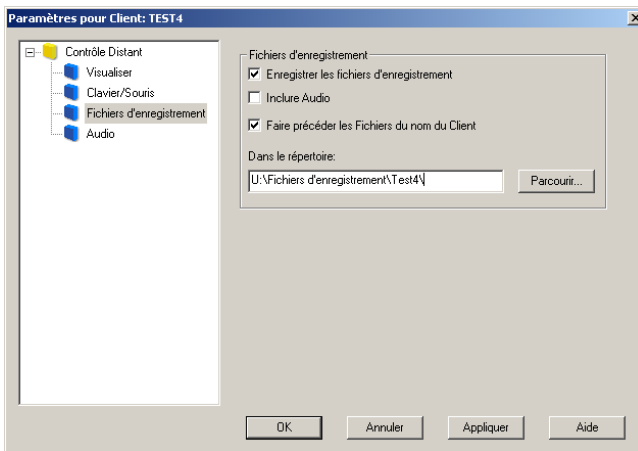 Paramètres pour Client: TEST4
Contrôle Distant
Visualiser
Clavier/Souris
Fichiers d'enregistrement
Audio
Fichiers d'enregistrement
Enregistrer les fichiers d'enregistrement
Inclure Audio
Faire précéder les Fichiers du nom du Client
Dans le répertoire:
U:\Fichiers d'enregistrement\Test4\
Parcourir...
OK
Annuler
Appliquer
Aide